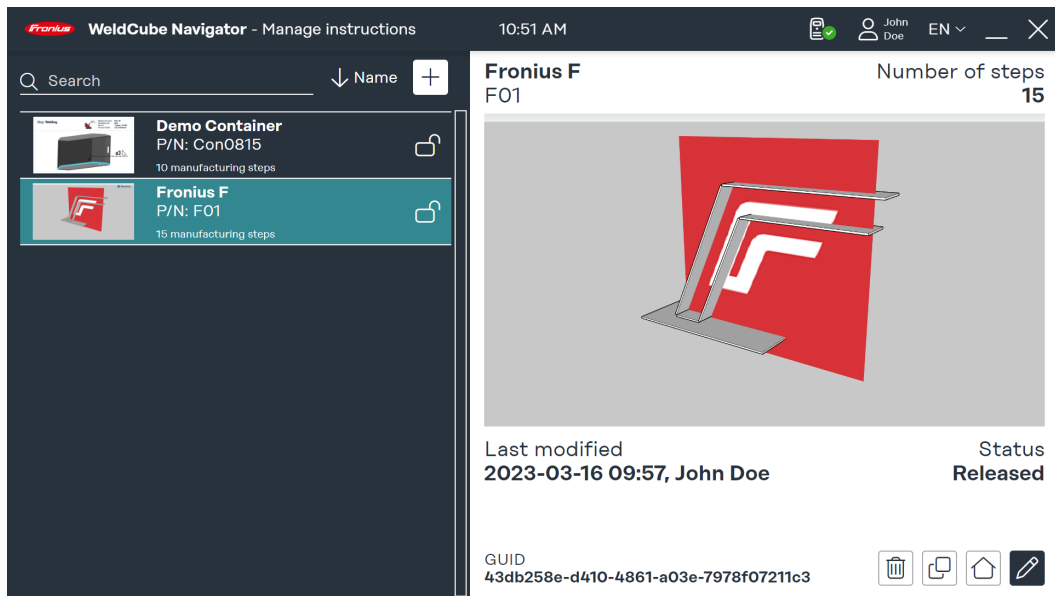 Fronius WeldCube Navigator - Manage instructions 10:51 AM John Doe EN
Search
Name
Demo Container
P/N: Con0815
10 manufacturing steps
Fronius F
P/N: F01
15 manufacturing steps
Fronius F
F01
Number of steps
15
Last modified
2023-03-16 09:57, John Doe
Status
Released
GUID
43db258e-d410-4861-a03e-7978f07211c3